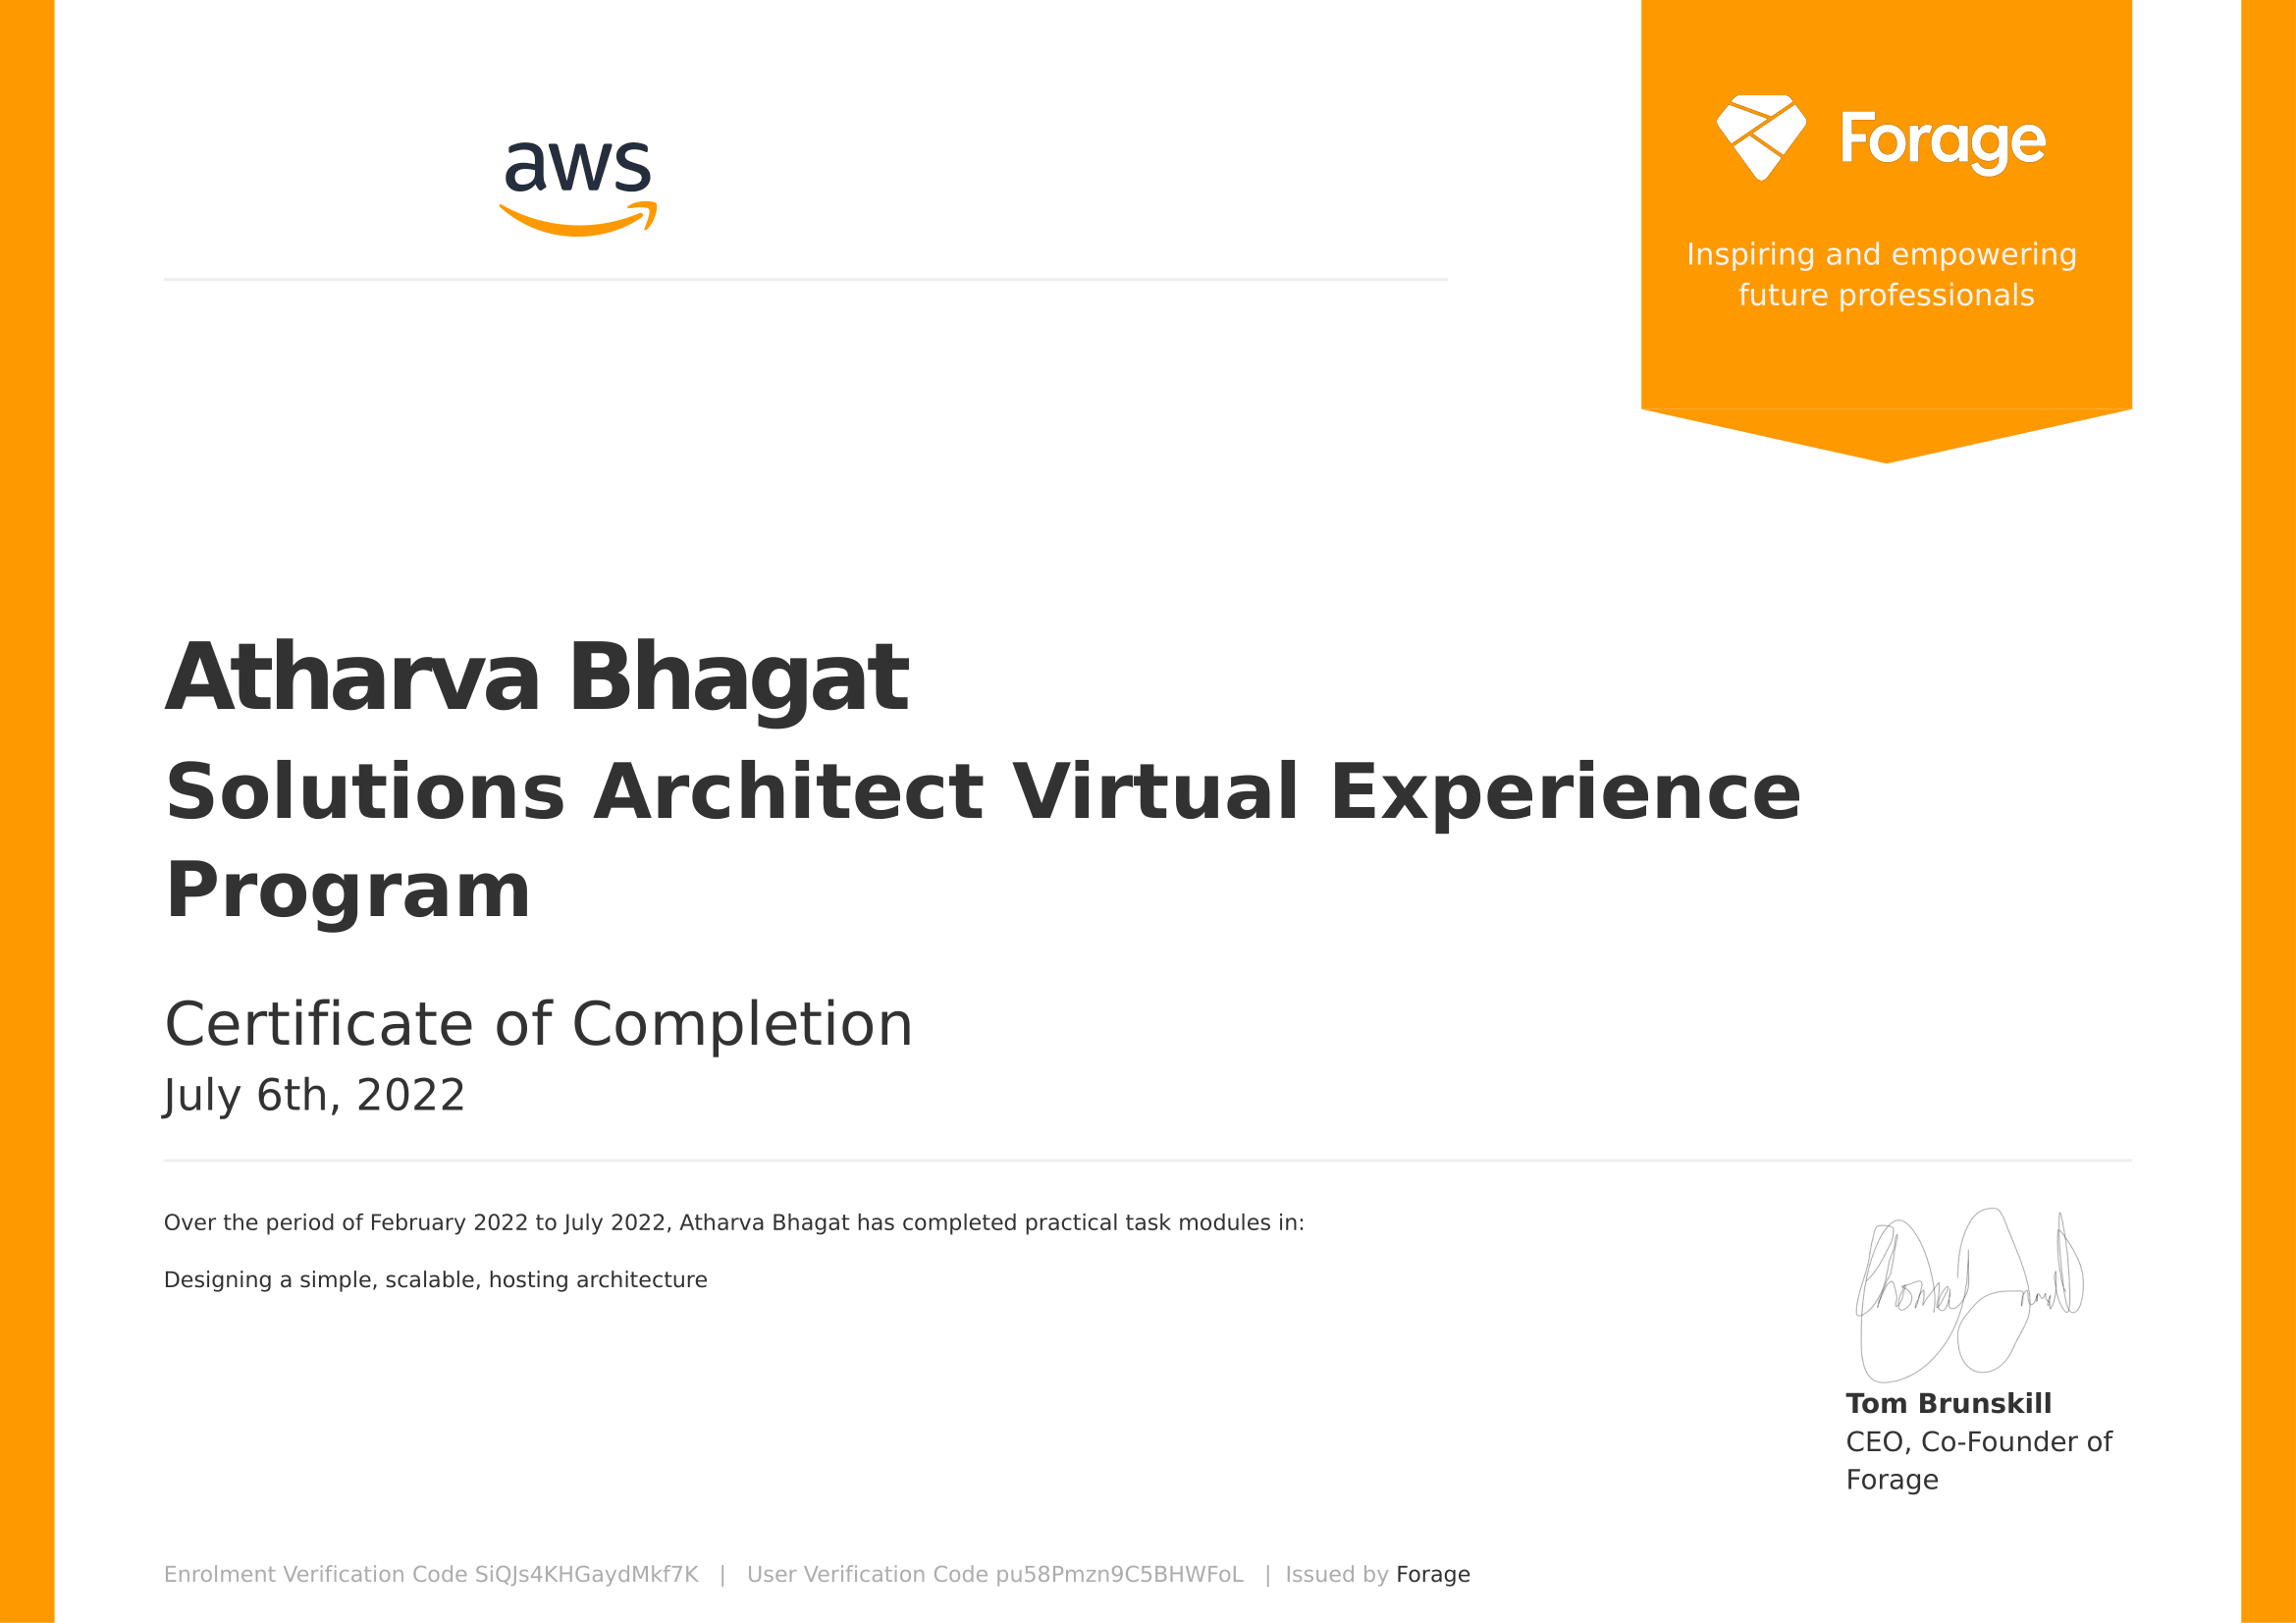 aws
Forage
Inspiring and empowering
future professionals
Atharva Bhagat
Solutions Architect Virtual Experience
Program
Certificate of Completion
July 6th, 2022
Over the period of February 2022 to July 2022, Atharva Bhagat has completed practical task modules in:
Designing a simple, scalable, hosting architecture
Tom Brunskill
CEO, Co-Founder of
Forage
Enrolment Verification Code SiQJs4KHGaydMkf7K | User Verification Code pu58Pmzn9C5BHWFoL | Issued by Forage